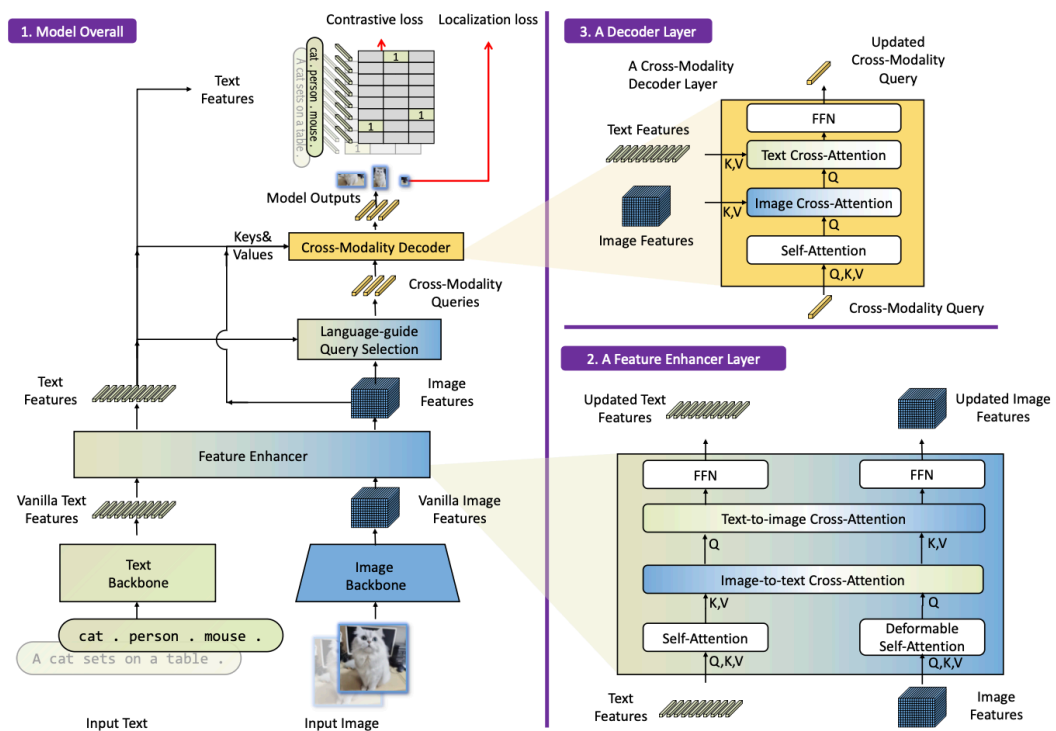 1. Model Overall
Contrastive loss
Localization loss
cat . person . mouse .
A cat sets on a table .
1
1
1
1
Text
Features
Model Outputs
Keys&
Values
Cross-Modality Decoder
Cross-Modality
Queries
Language-guide
Query Selection
Text
Features
Image
Features
Feature Enhancer
Vanilla Text
Features
Vanilla Image
Features
Text
Backbone
Image
Backbone
cat . person . mouse .
A cat sets on a table .
Input Text
Input Image
3. A Decoder Layer
Updated
Cross-Modality
Query
A Cross-Modality
Decoder Layer
FFN
Text Features
K,V
Text Cross-Attention
Q
K,V
Image Cross-Attention
Image Features
Q
Self-Attention
Q,K,V
Cross-Modality Query
2. A Feature Enhancer Layer
Updated Text
Features
Updated Image
Features
FFN
FFN
Text-to-image Cross-Attention
Q
K,V
Image-to-text Cross-Attention
K,V
Q
Self-Attention
Deformable
Self-Attention
Q,K,V
Q,K,V
Text
Features
Image
Features